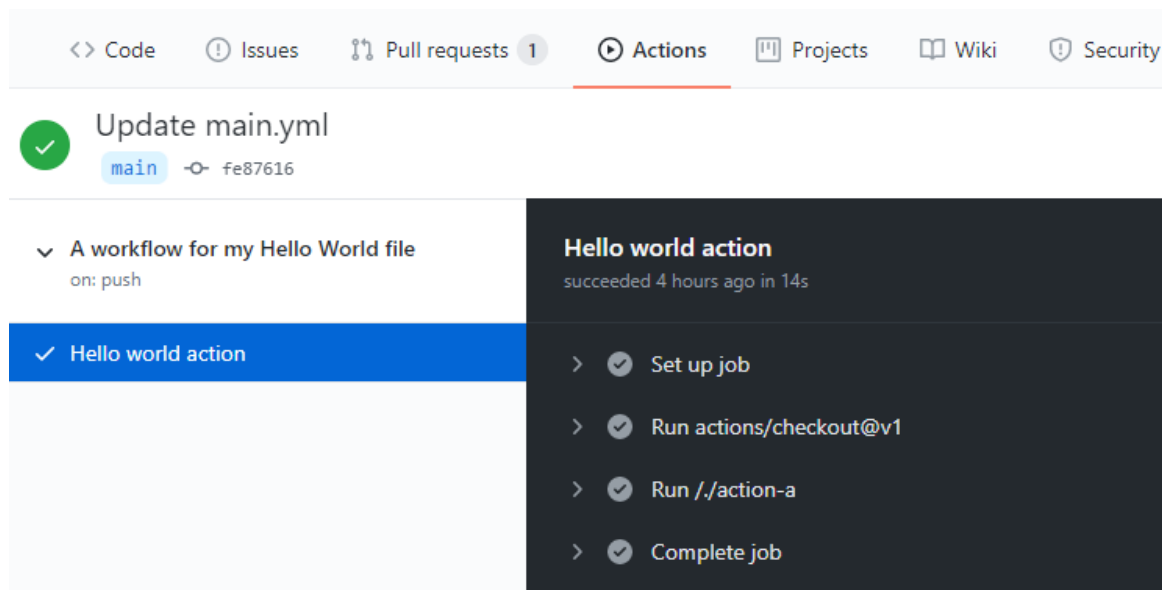 Code Issues Pull requests 1 Actions Projects Wiki Security
Update main.yml
main fe87616
A workflow for my Hello World file
on: push
Hello world action
Hello world action
succeeded 4 hours ago in 14s
Set up job
Run actions/checkout@v1
Run /./action-a
Complete job